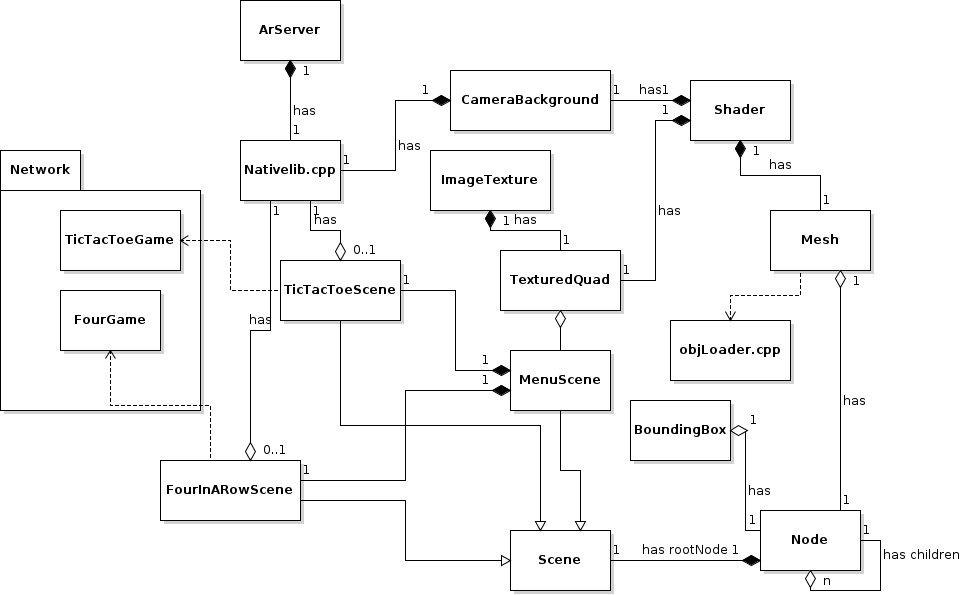 ArServer
1
has
1
CameraBackground
1
1
has1
Shader
1
1
has
Nativelib.cpp
1
has
ImageTexture
1 has
1
has
1
Network
TicTacToeGame
1
1
has
0..1
Mesh
1
TicTacToeScene
1
TexturedQuad
1
FourGame
has
objLoader.cpp
1
1
MenuScene
BoundingBox
1
has
has
0..1
FourInARowScene
1
1
1
Scene
1
has rootNode 1
Node
1
has children
n